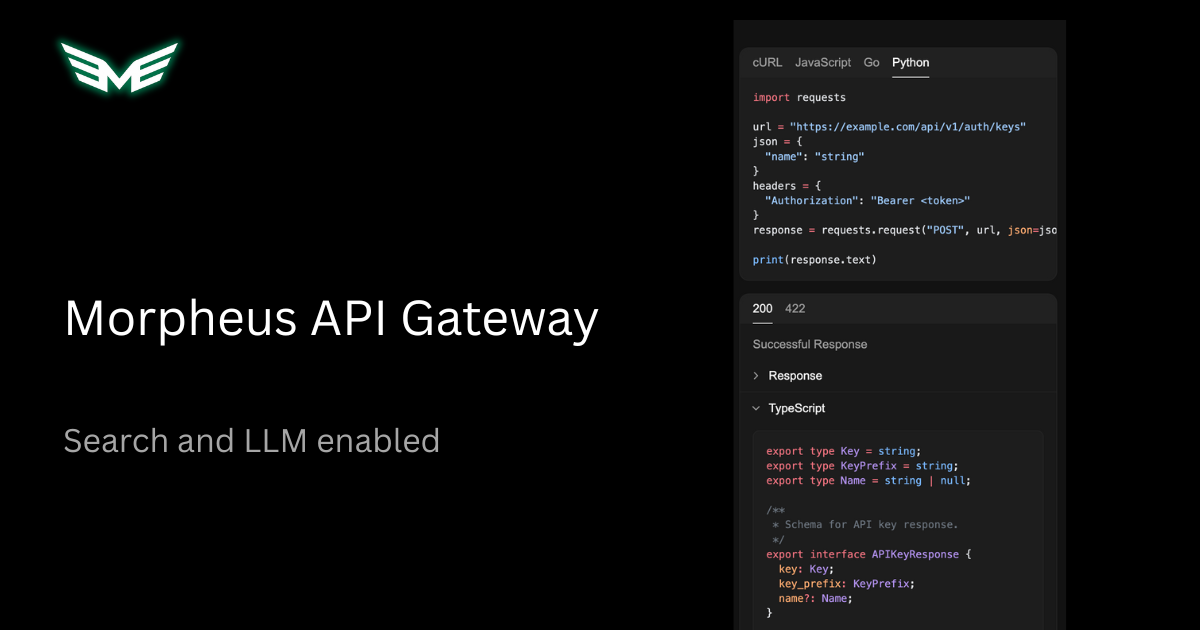 Morpheus API Gateway
Search and LLM enabled
cURL JavaScript Go Python
import requests
url = "https://example.com/api/v1/auth/keys"
json = {
  "name": "string"
}
headers = {
  "Authorization": "Bearer <token>"
}
response = requests.request("POST", url, json=jso
print(response.text)
200 422
Successful Response
Response
TypeScript
export type Key = string;
export type KeyPrefix = string;
export type Name = string | null;
/**
 * Schema for API key response.
 */
export interface APIKeyResponse {
  key: Key;
  key_prefix: KeyPrefix;
  name?: Name;
}